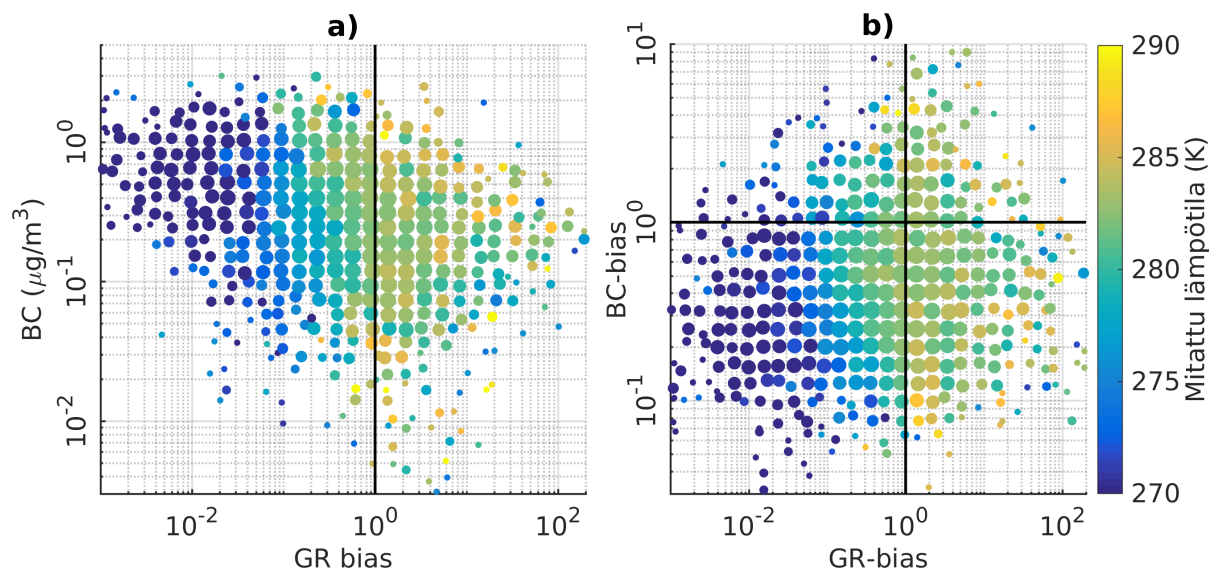 a)
b)
BC (μg/m³)
10⁰
10⁻¹
10⁻²
10⁻²
10⁰
10²
GR bias
BC-bias
10¹
10⁰
10⁻¹
10⁻²
10⁰
10²
GR-bias
290
285
280
275
270
Mitattu lämpötila (K)